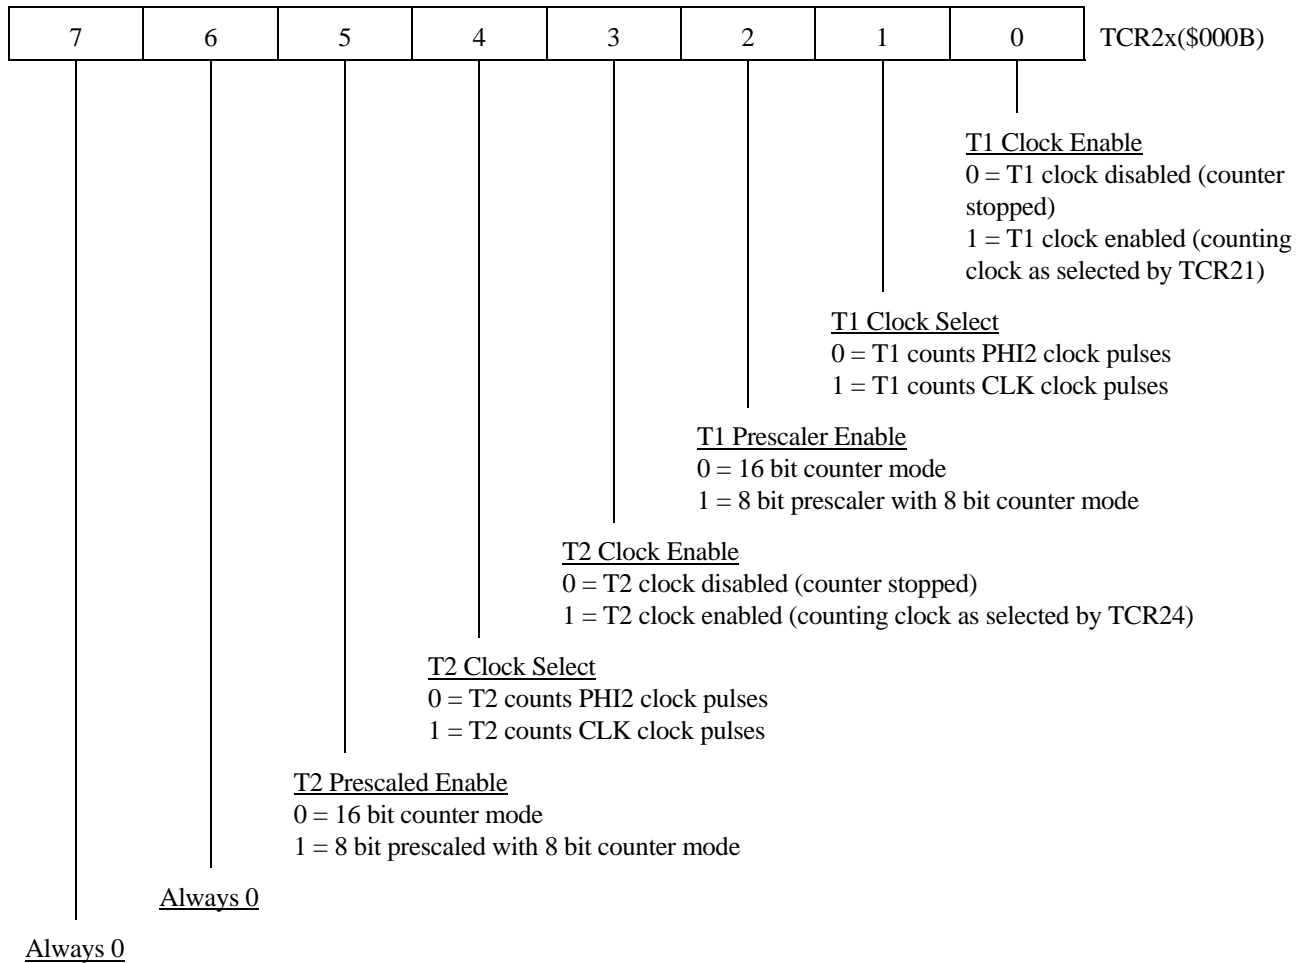 7 6 5 4 3 2 1 0 TCR2x($000B)
T1 Clock Enable
0 = T1 clock disabled (counter
stopped)
1 = T1 clock enabled (counting
clock as selected by TCR21)
T1 Clock Select
0 = T1 counts PHI2 clock pulses
1 = T1 counts CLK clock pulses
T1 Prescaler Enable
0 = 16 bit counter mode
1 = 8 bit prescaler with 8 bit counter mode
T2 Clock Enable
0 = T2 clock disabled (counter stopped)
1 = T2 clock enabled (counting clock as selected by TCR24)
T2 Clock Select
0 = T2 counts PHI2 clock pulses
1 = T2 counts CLK clock pulses
T2 Prescaled Enable
0 = 16 bit counter mode
1 = 8 bit prescaled with 8 bit counter mode
Always 0
Always 0